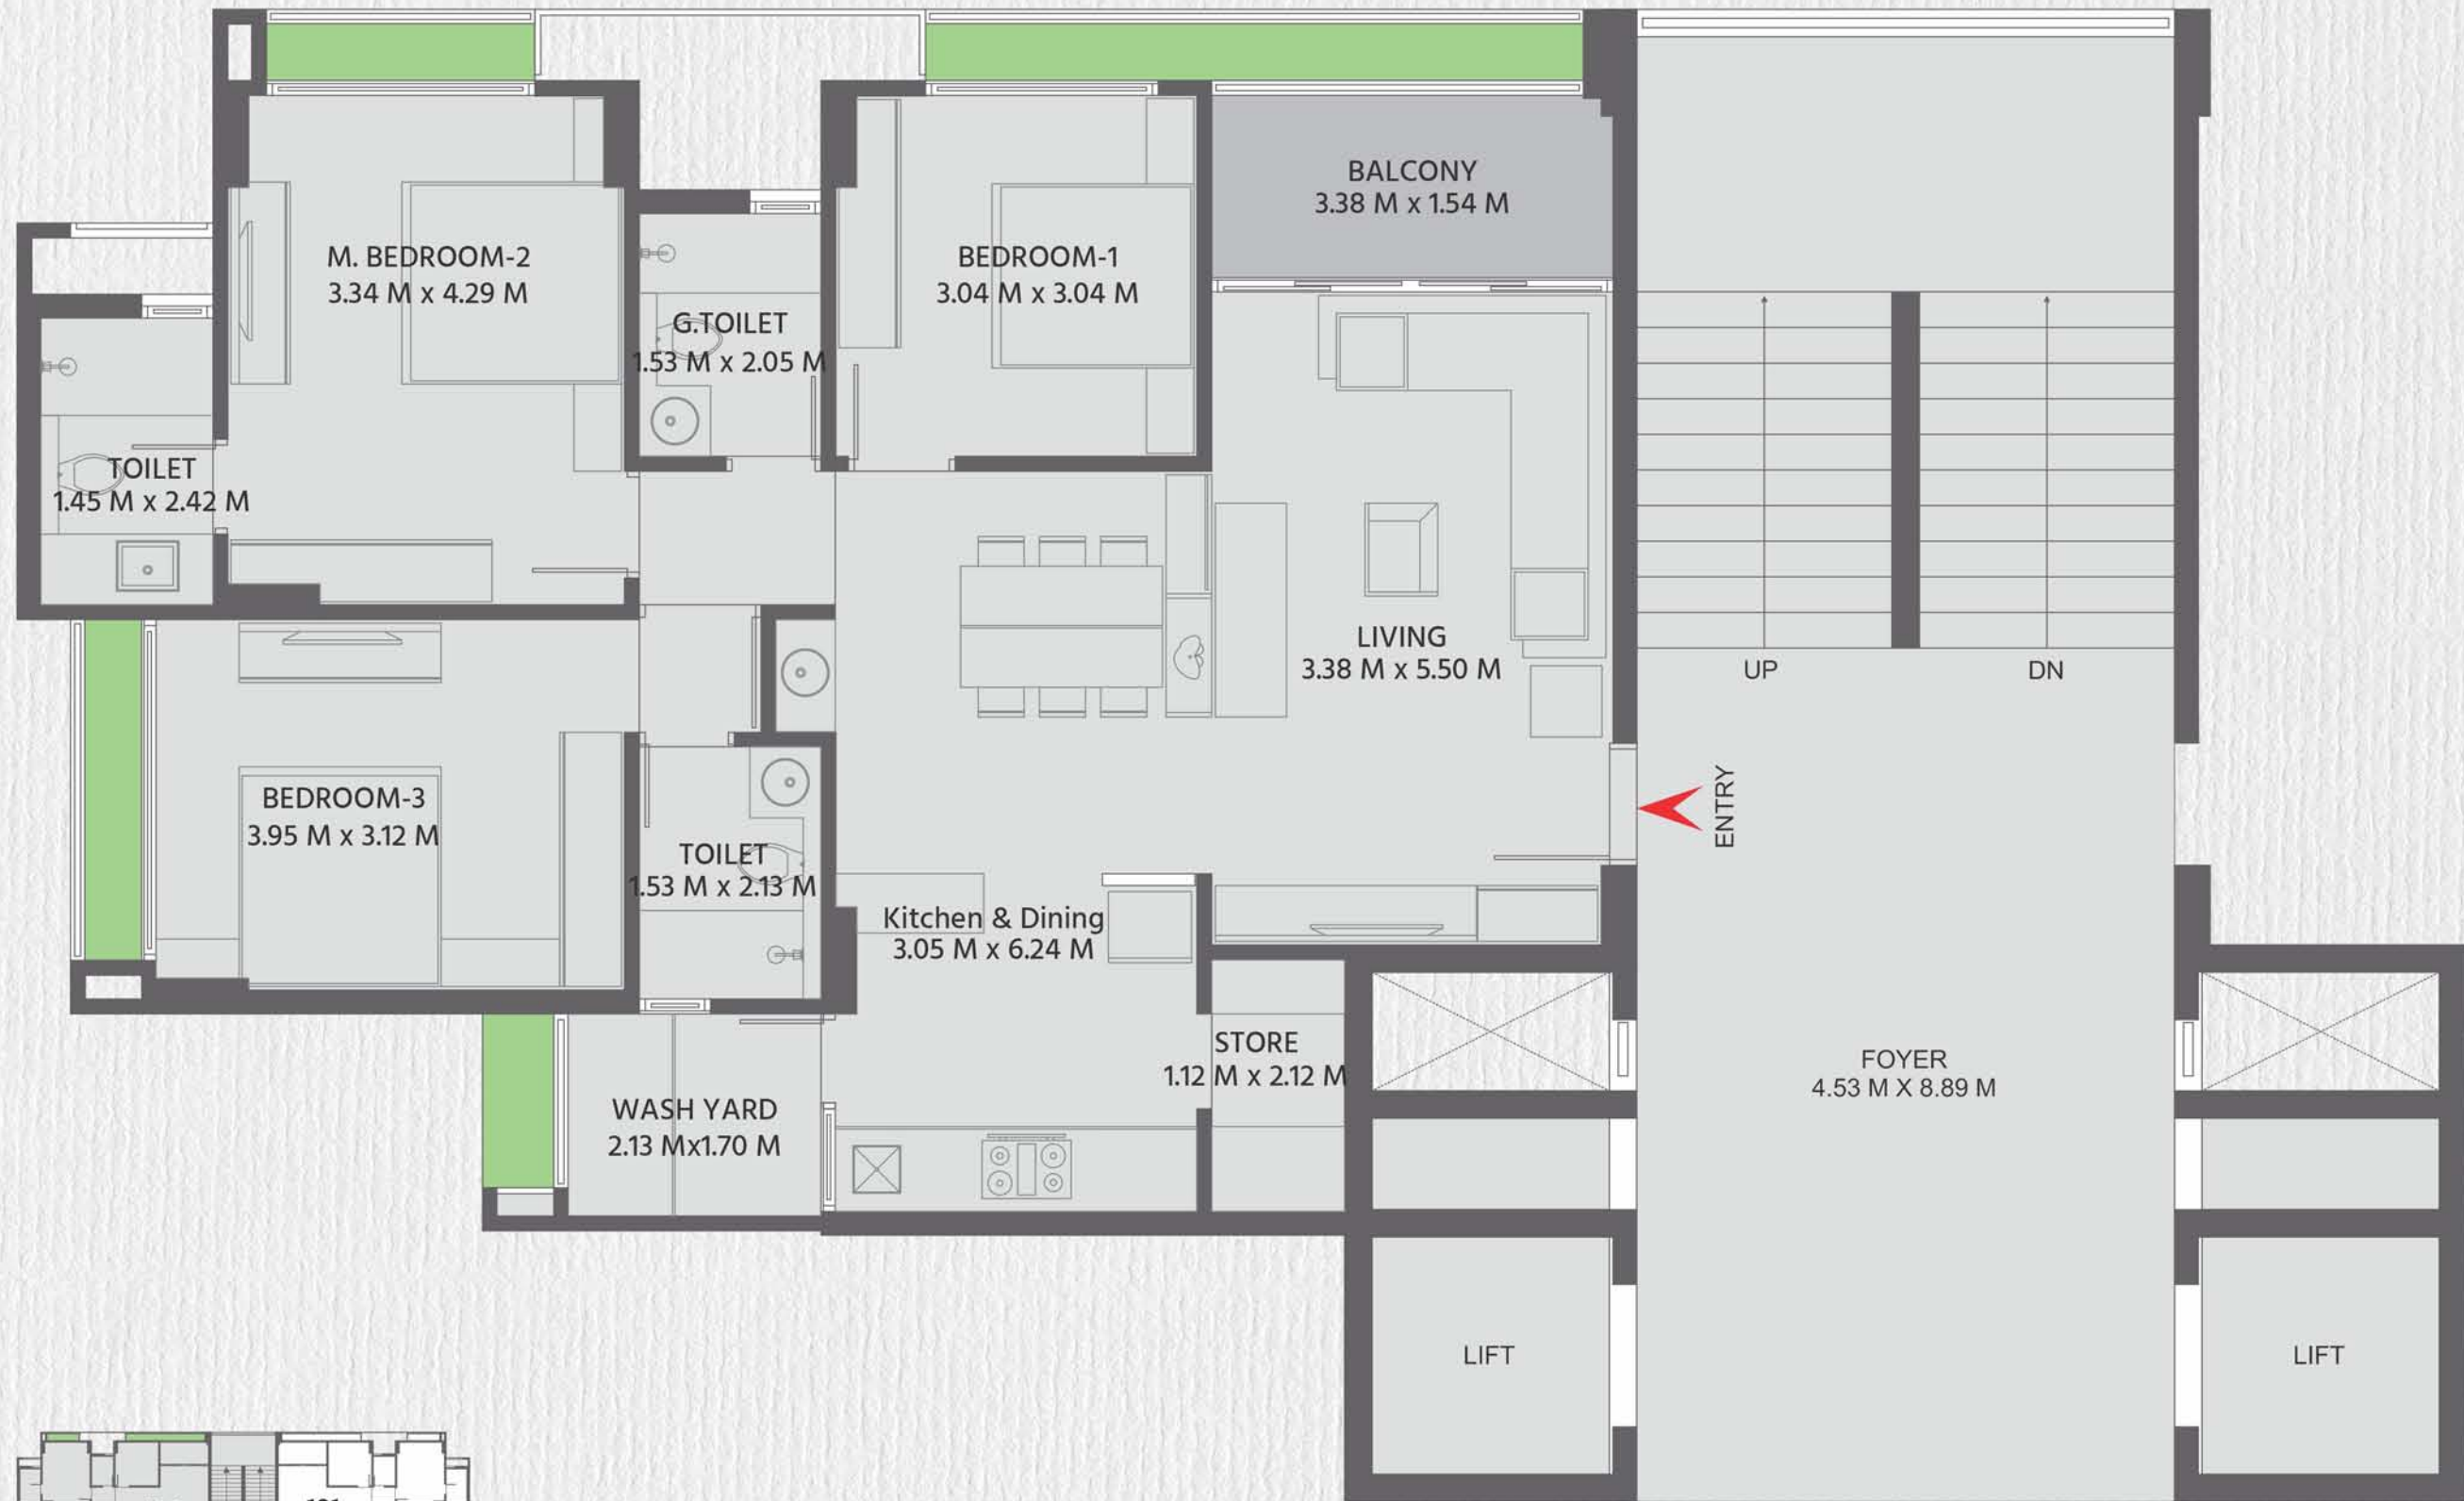 BALCONY
3.38 M x 1.54 M
M. BEDROOM-2
3.34 M x 4.29 M
BEDROOM-1
3.04 M x 3.04 M
G.TOILET
1.53 M x 2.05 M
TOILET
1.45 M x 2.42 M
LIVING
3.38 M x 5.50 M
UP
DN
ENTRY
BEDROOM-3
3.95 M x 3.12 M
TOILET
1.53 M x 2.13 M
Kitchen & Dining
3.05 M x 6.24 M
STORE
1.12 M x 2.12 M
FOYER
4.53 M X 8.89 M
WASH YARD
2.13 Mx1.70 M
LIFT
LIFT